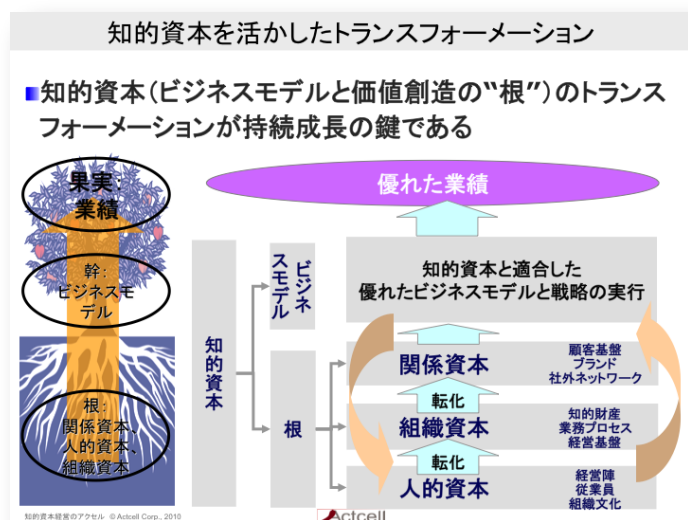 知的資本を活かしたトランスフォーメーション
■知的資本（ビジネスモデルと価値創造の“根”）のトランス
フォーメーションが持続成長の鍵である
果実：
業績
幹：
ビジネスモ
デル
根：
関係資本、
人的資本、
組織資本
知的資本
ビジネ
スモデル
根
優れた業績
知的資本と適合した
優れたビジネスモデルと戦略の実行
関係資本
顧客基盤
ブランド
社外ネットワーク
転化
組織資本
知的財産
業務プロセス
経営基盤
転化
人的資本
経営陣
従業員
組織文化
知的資本経営のアクセル © Actcell Corp., 2010
Actcell